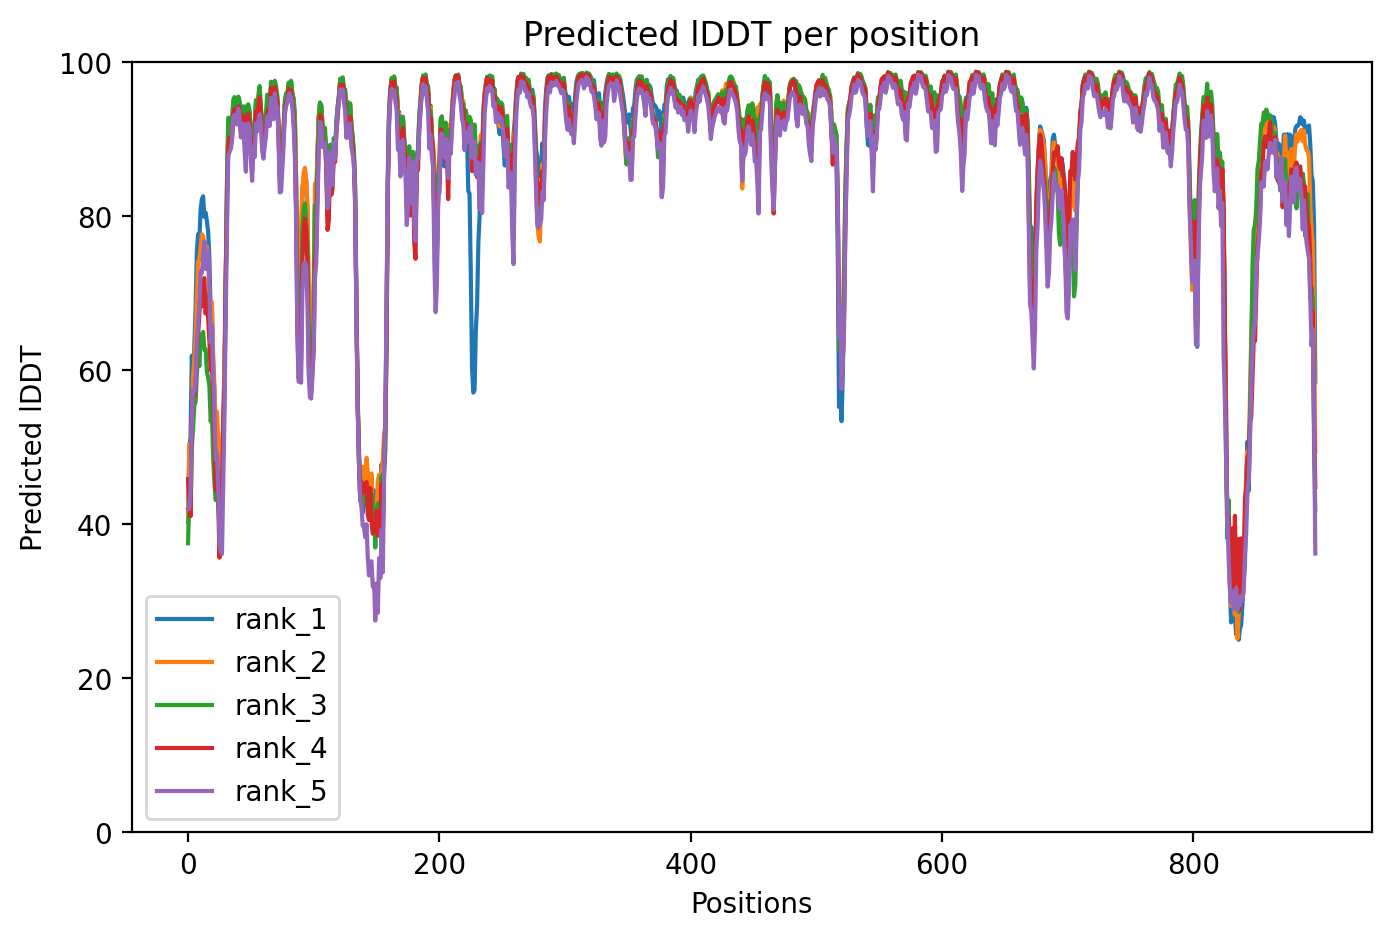 Predicted lDDT per position
100
80
60
40
20
0
Predicted lDDT
rank_1
rank_2
rank_3
rank_4
rank_5
0 200 400 600 800
Positions